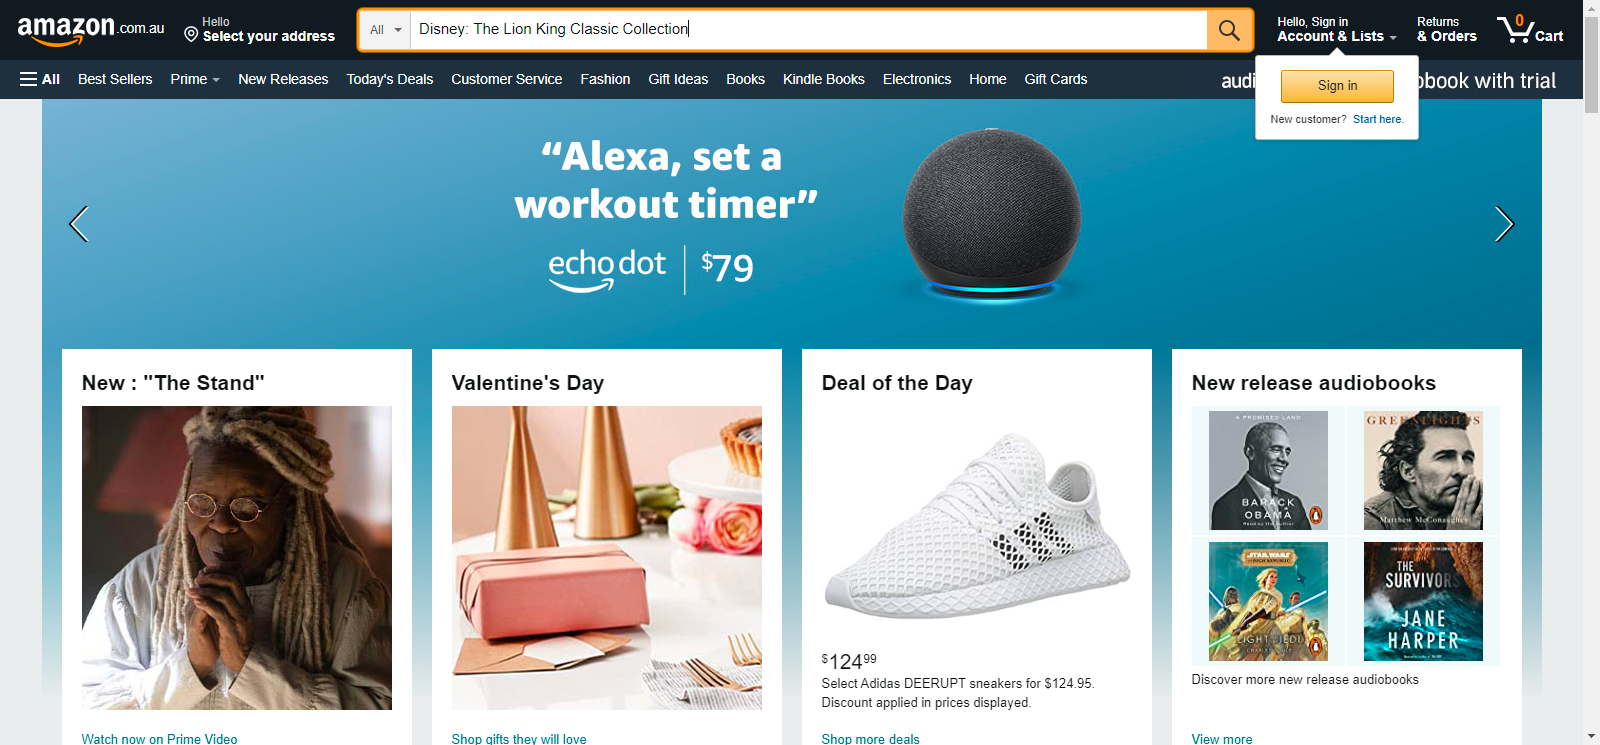 amazon.com.au
Hello
Select your address
All
Disney: The Lion King Classic Collection
Hello, Sign in
Account & Lists
Returns
& Orders
0
Cart
All
Best Sellers
Prime
New Releases
Today's Deals
Customer Service
Fashion
Gift Ideas
Books
Kindle Books
Electronics
Home
Gift Cards
book with trial
Sign in
New customer? Start here.
“Alexa, set a
workout timer”
echo dot
$79
New : "The Stand"
Watch now on Prime Video
Valentine's Day
Shop gifts they will love
Deal of the Day
$124.99
Select Adidas DEERUPT sneakers for $124.95.
Discount applied in prices displayed.
Shop more deals
New release audiobooks
A PROMISED LAND
BARACK
OBAMA
Read by the author
GREENLIGHTS
Matthew McConaughey
STAR WARS
THE HIGH REPUBLIC
LIGHT OF THE JEDI
CHARLES SOULE
THE
SURVIVORS
JANE
HARPER
Discover more new release audiobooks
View more